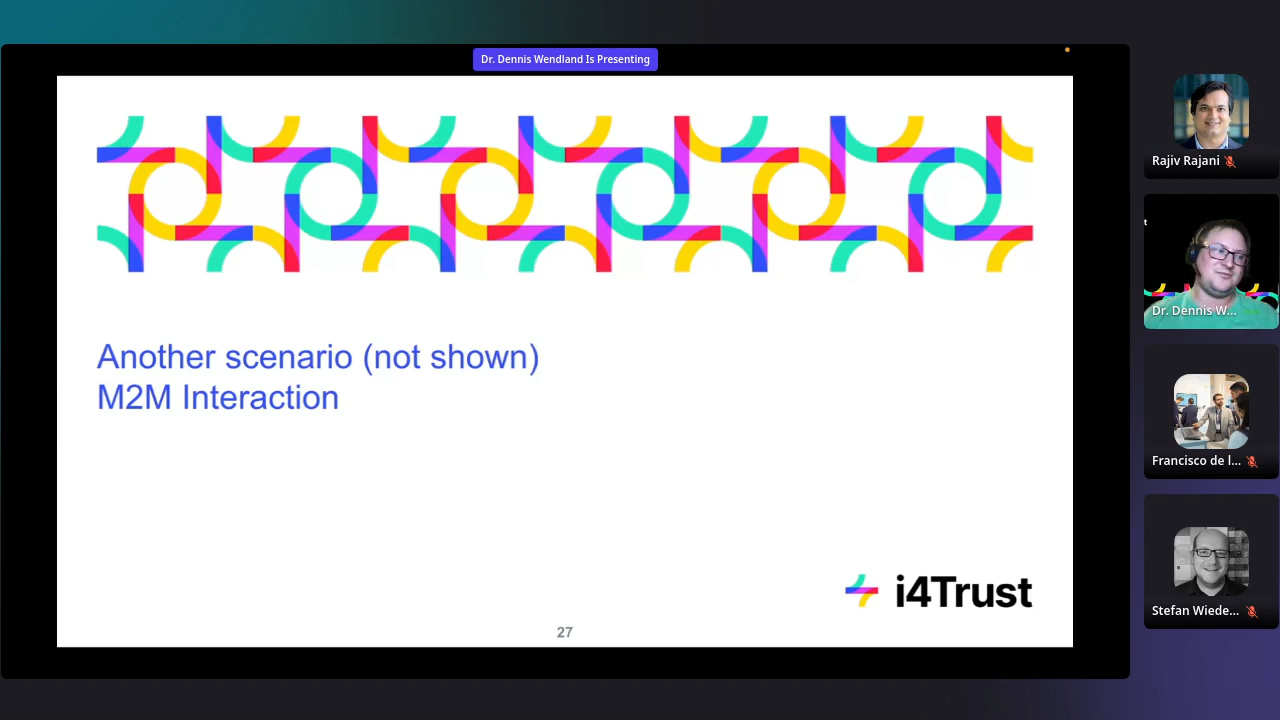 Dr. Dennis Wendland Is Presenting
Another scenario (not shown)
M2M Interaction
i4Trust
27
Rajiv Rajani
t
Dr. Dennis W...
Francisco de l...
Stefan Wiede...